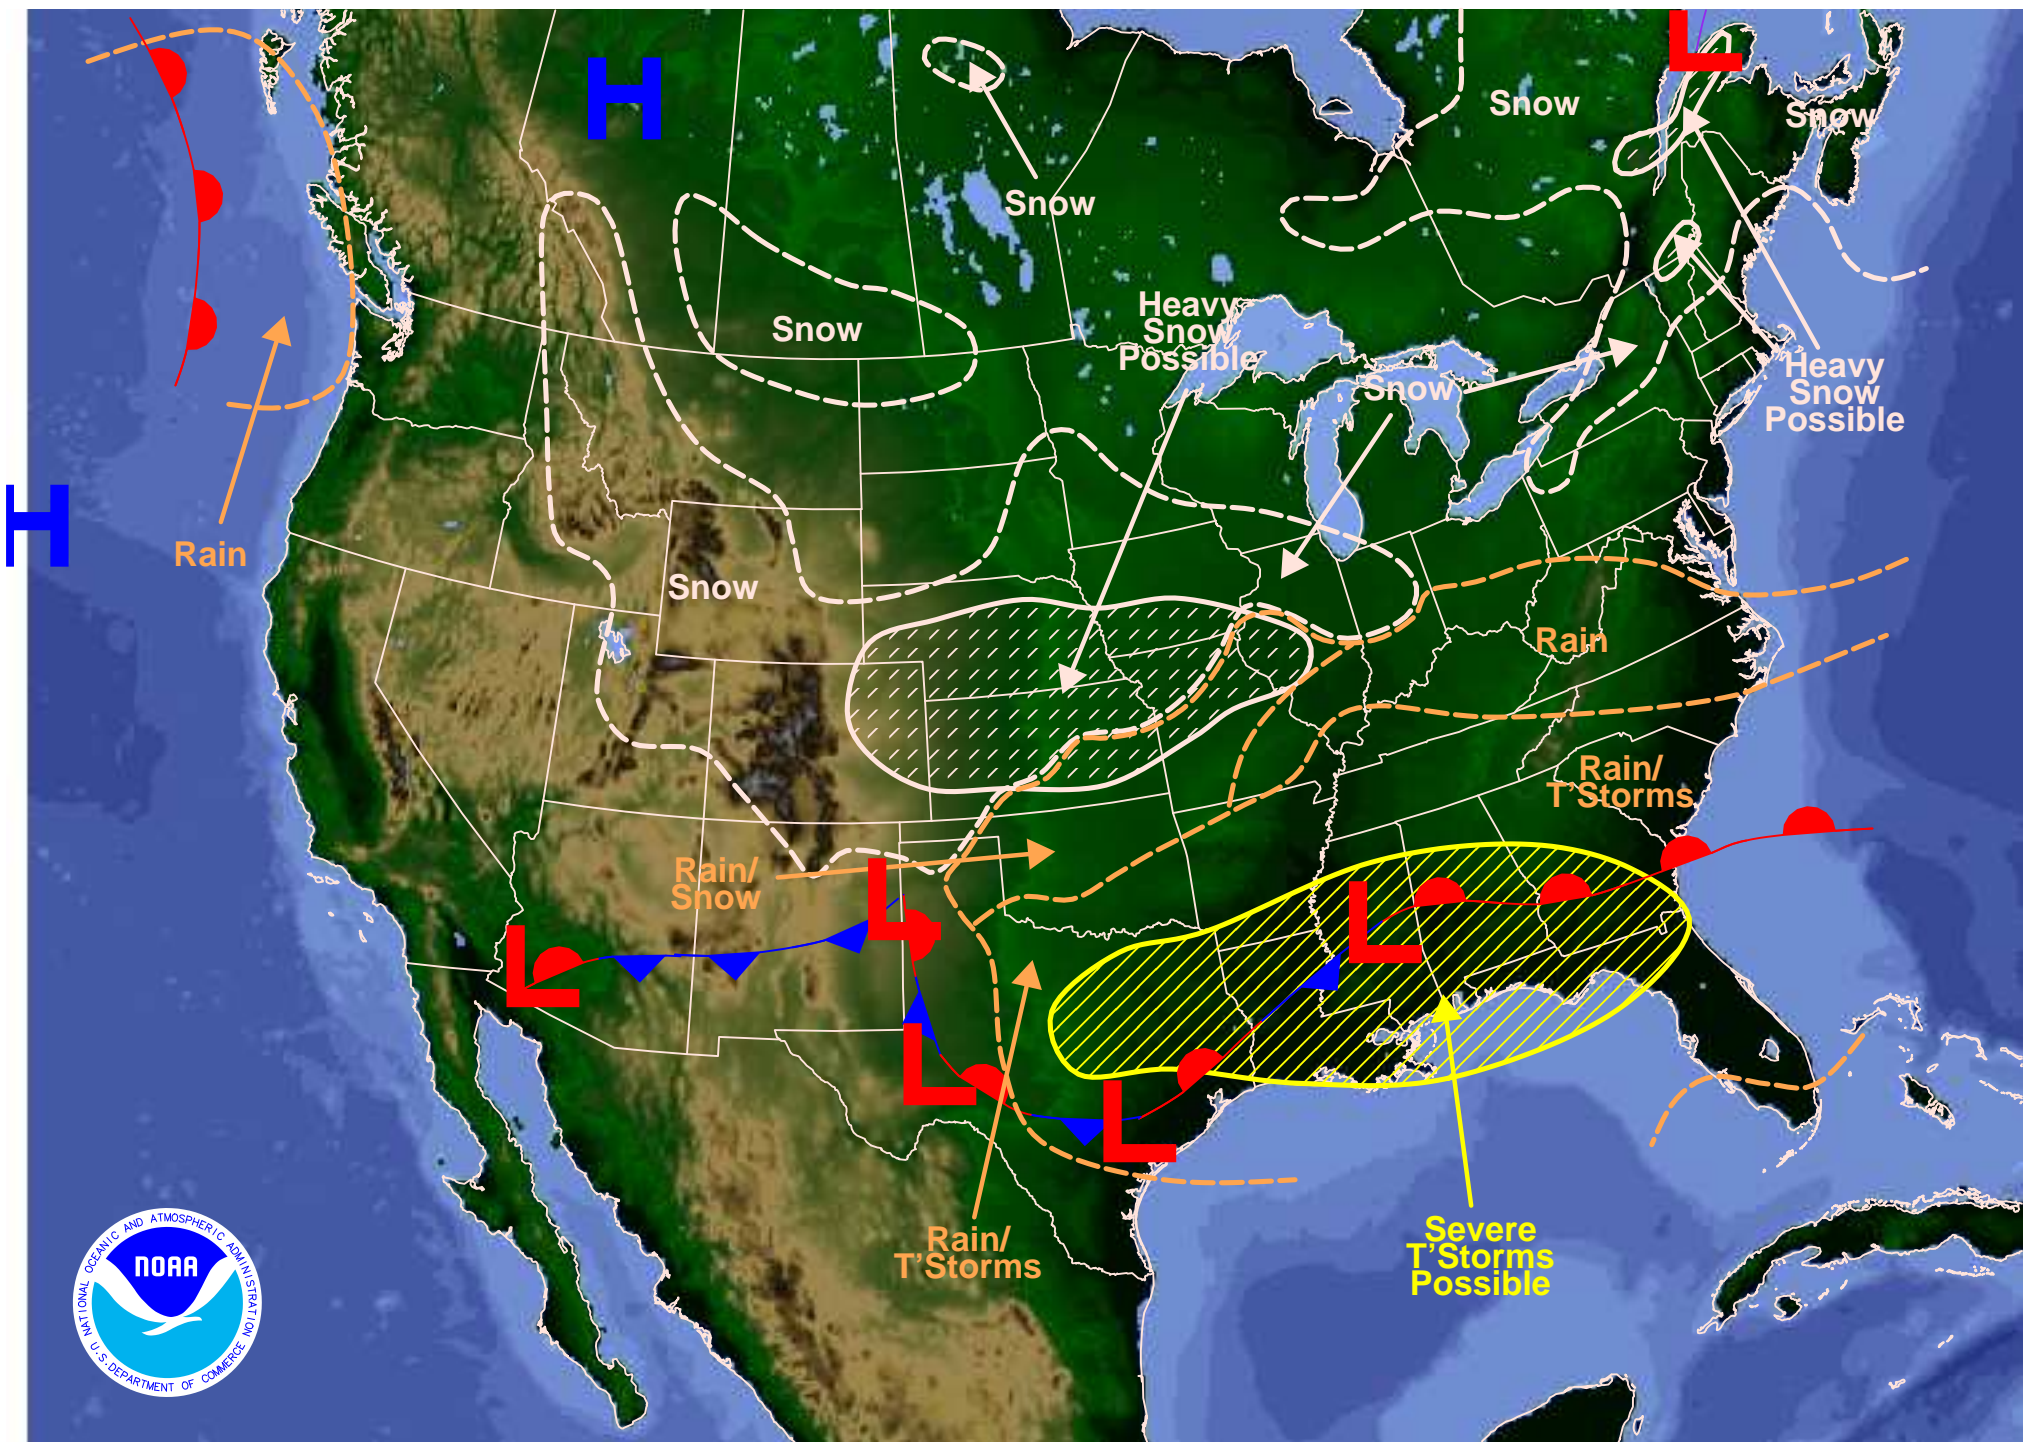 H
L
Snow
Snow
Snow
Heavy
Snow
Possible
Snow
Snow
Heavy
Snow
Possible
H
Rain
Snow
Rain
Rain/
T'Storms
Rain/
Snow
L
L
L
L
L
Rain/
T'Storms
Severe
T'Storms
Possible
NATIONAL OCEANIC AND ATMOSPHERIC ADMINISTRATION
NOAA
U.S. DEPARTMENT OF COMMERCE